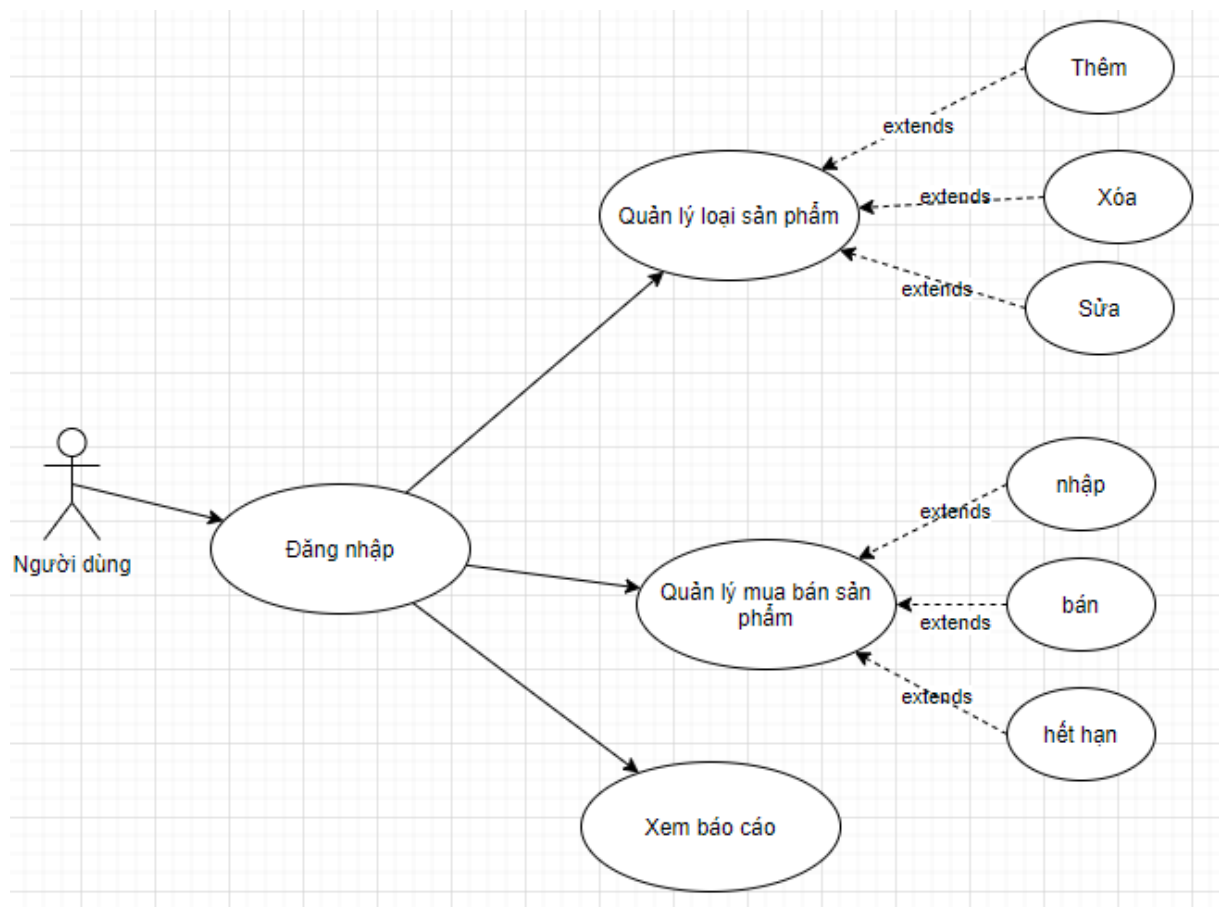 Thêm
extends
Quản lý loại sản phẩm
extends
Xóa
extends
Sửa
Người dùng
Đăng nhập
nhập
extends
Quản lý mua bán sản
phẩm
extends
bán
extends
hết hạn
Xem báo cáo